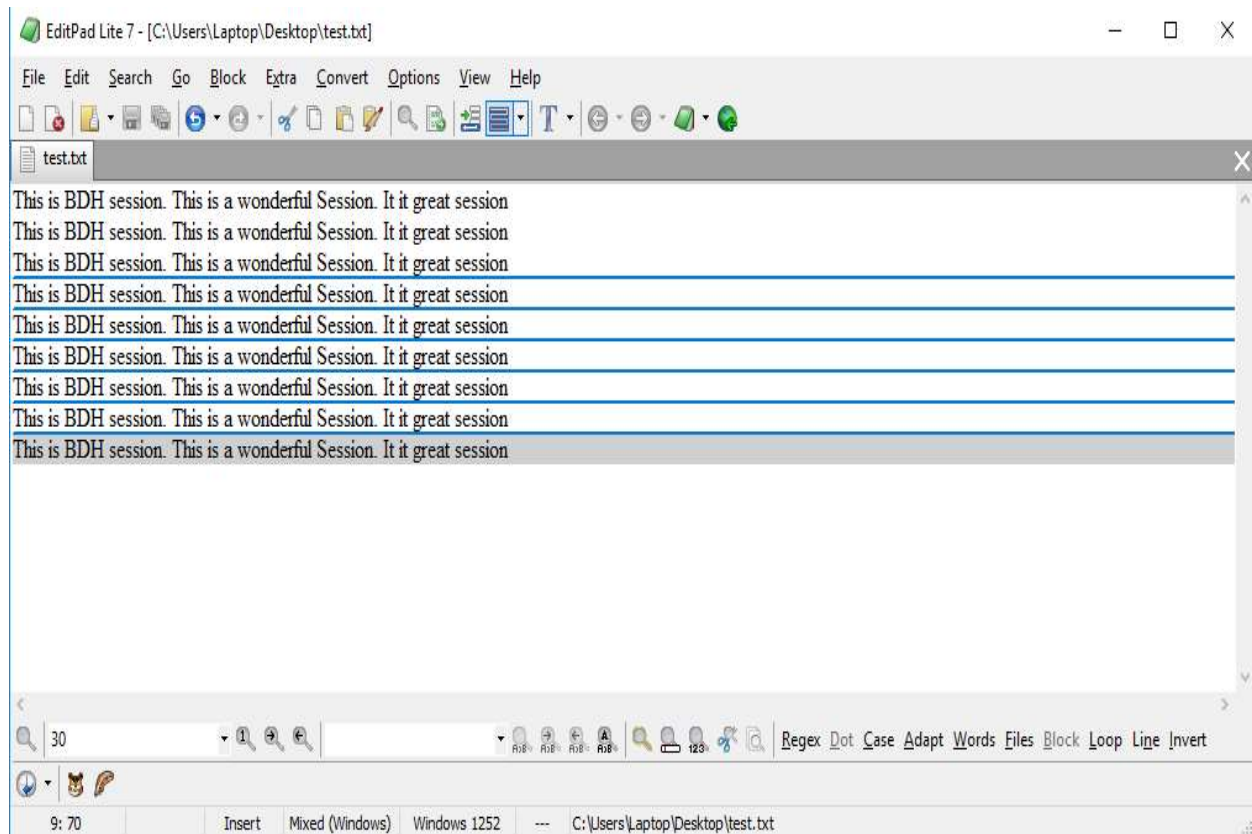 EditPad Lite 7 - [C:\Users\Laptop\Desktop\test.txt]
File Edit Search Go Block Extra Convert Options View Help
test.txt
This is BDH session. This is a wonderful Session. It it great session
This is BDH session. This is a wonderful Session. It it great session
This is BDH session. This is a wonderful Session. It it great session
This is BDH session. This is a wonderful Session. It it great session
This is BDH session. This is a wonderful Session. It it great session
This is BDH session. This is a wonderful Session. It it great session
This is BDH session. This is a wonderful Session. It it great session
This is BDH session. This is a wonderful Session. It it great session
This is BDH session. This is a wonderful Session. It it great session
30 Regex Dot Case Adapt Words Files Block Loop Line Invert
9: 70 Insert Mixed (Windows) Windows 1252 --- C:\Users\Laptop\Desktop\test.txt